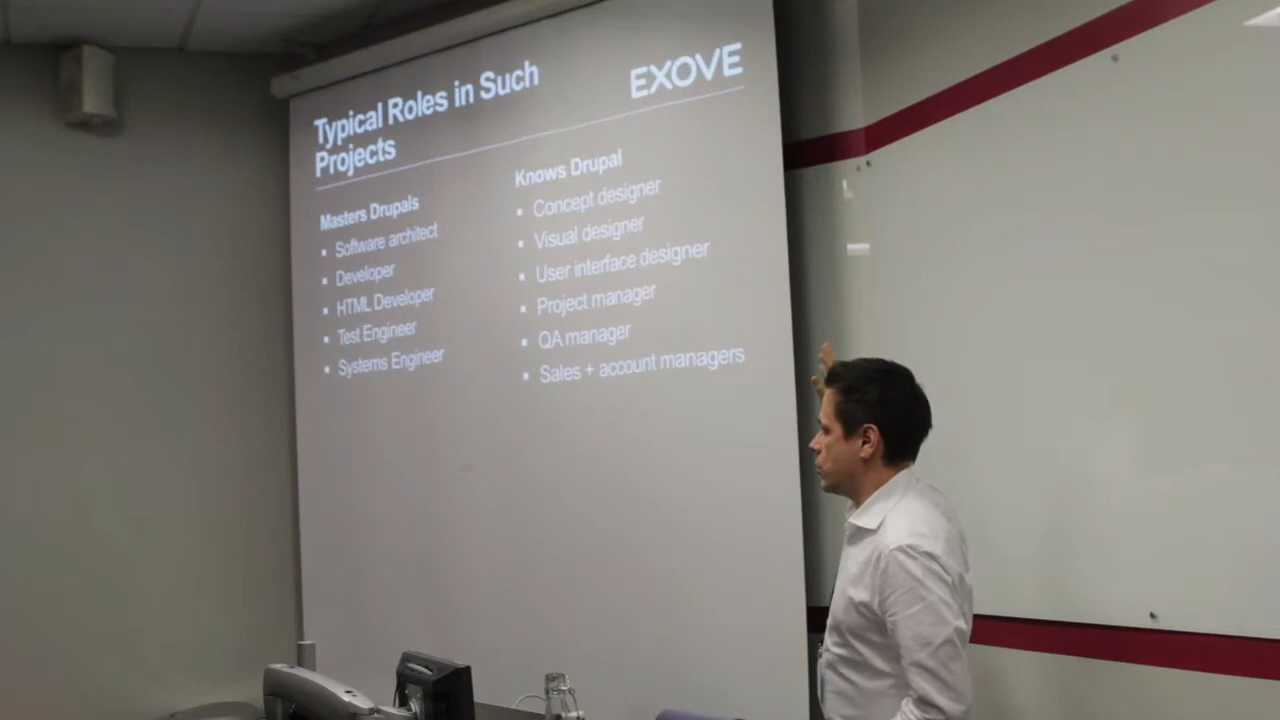 Typical Roles in Such
Projects
EXOVE
Masters Drupals
▪ Software architect
▪ Developer
▪ HTML Developer
▪ Test Engineer
▪ Systems Engineer
Knows Drupal
▪ Concept designer
▪ Visual designer
▪ User interface designer
▪ Project manager
▪ QA manager
▪ Sales + account managers